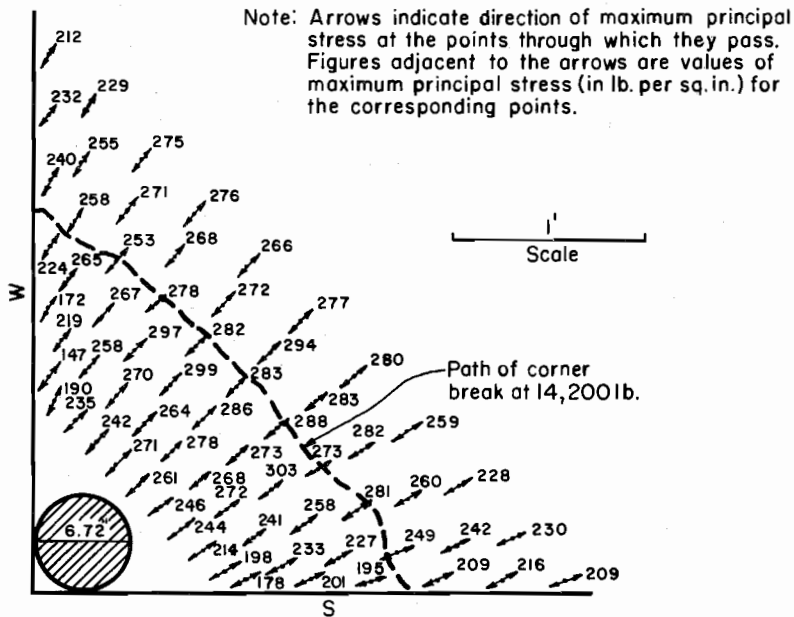 Note: Arrows indicate direction of maximum principal
stress at the points through which they pass.
Figures adjacent to the arrows are values of
maximum principal stress (in lb. per sq. in.) for
the corresponding points.
212
232 229
240 255 275
258 271 276
224 265 253 268 266
172 267 278 272 277
219 297 282 294
147 258 299 283 280
190 270 286 283
235 264 288 259
242 278 273 282
271 273 303
261 268 281 260 228
246 272 258
244 241 249 242 230
214 198 233 227
178 201 195 209 216 209
1'
Scale
Path of corner
break at 14,200 lb.
6.72"
W
S